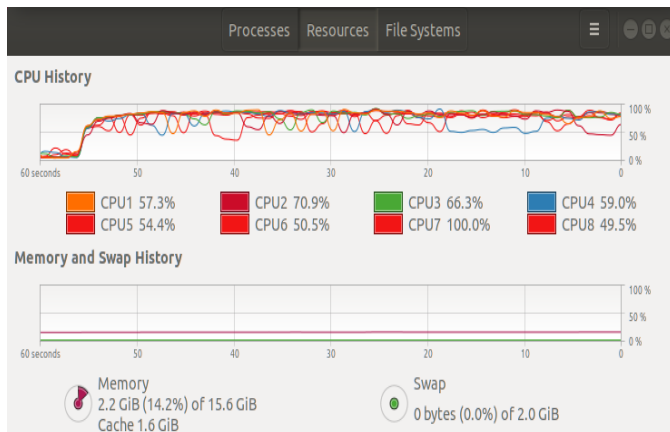 Processes Resources File Systems
CPU History
100 %
50 %
0 %
60 seconds 50 40 30 20 10 0
CPU1 57.3% CPU2 70.9% CPU3 66.3% CPU4 59.0%
CPU5 54.4% CPU6 50.5% CPU7 100.0% CPU8 49.5%
Memory and Swap History
100 %
50 %
0 %
60 seconds 50 40 30 20 10 0
Memory Swap
2.2 GiB (14.2%) of 15.6 GiB 0 bytes (0.0%) of 2.0 GiB
Cache 1.6 GiB